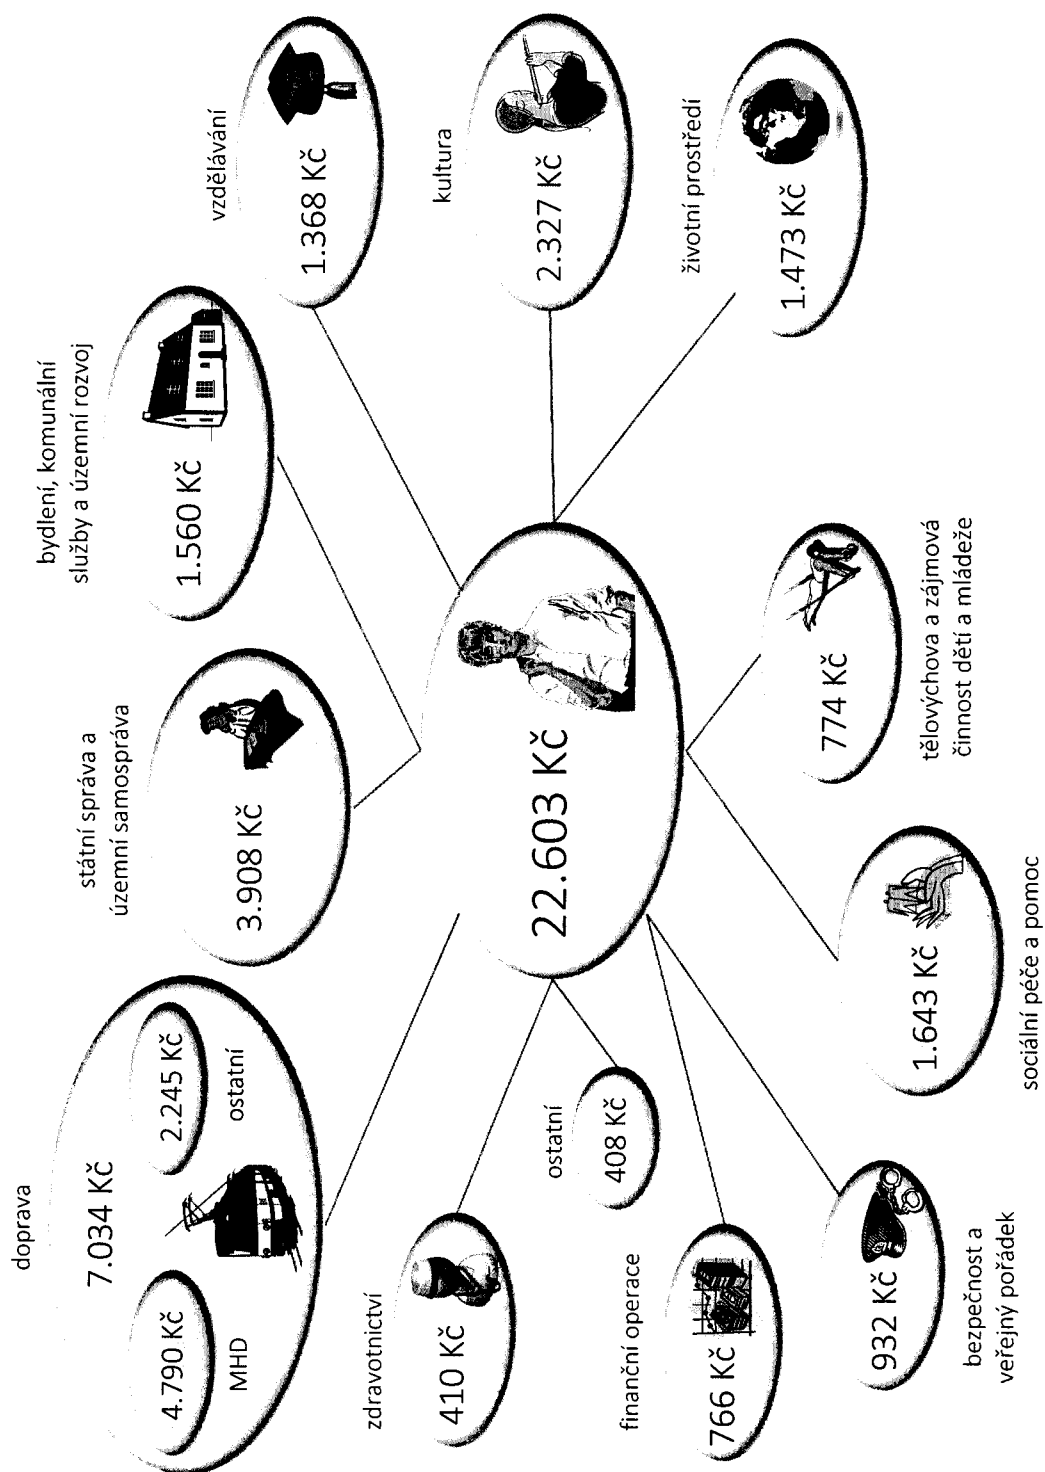 doprava
7.034 Kč
4.790 Kč
MHD
2.245 Kč
ostatní
státní správa a
územní samospráva
3.908 Kč
bydlení, komunální
služby a územní rozvoj
1.560 Kč
vzdělávání
1.368 Kč
kultura
2.327 Kč
životní prostředí
1.473 Kč
22.603 Kč
zdravotnictví
410 Kč
ostatní
408 Kč
finanční operace
766 Kč
932 Kč
bezpečnost a
veřejný pořádek
1.643 Kč
sociální péče a pomoc
774 Kč
tělovýchova a zájmová
činnost dětí a mládeže